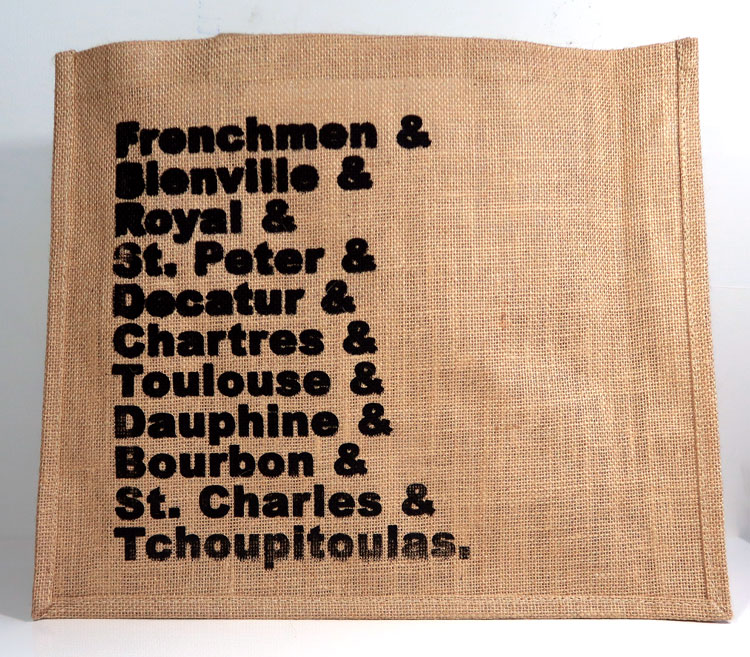 Frenchmen &
Bienville &
Royal &
St. Peter &
Decatur &
Chartres &
Toulouse &
Dauphine &
Bourbon &
St. Charles &
Tchoupitoulas.